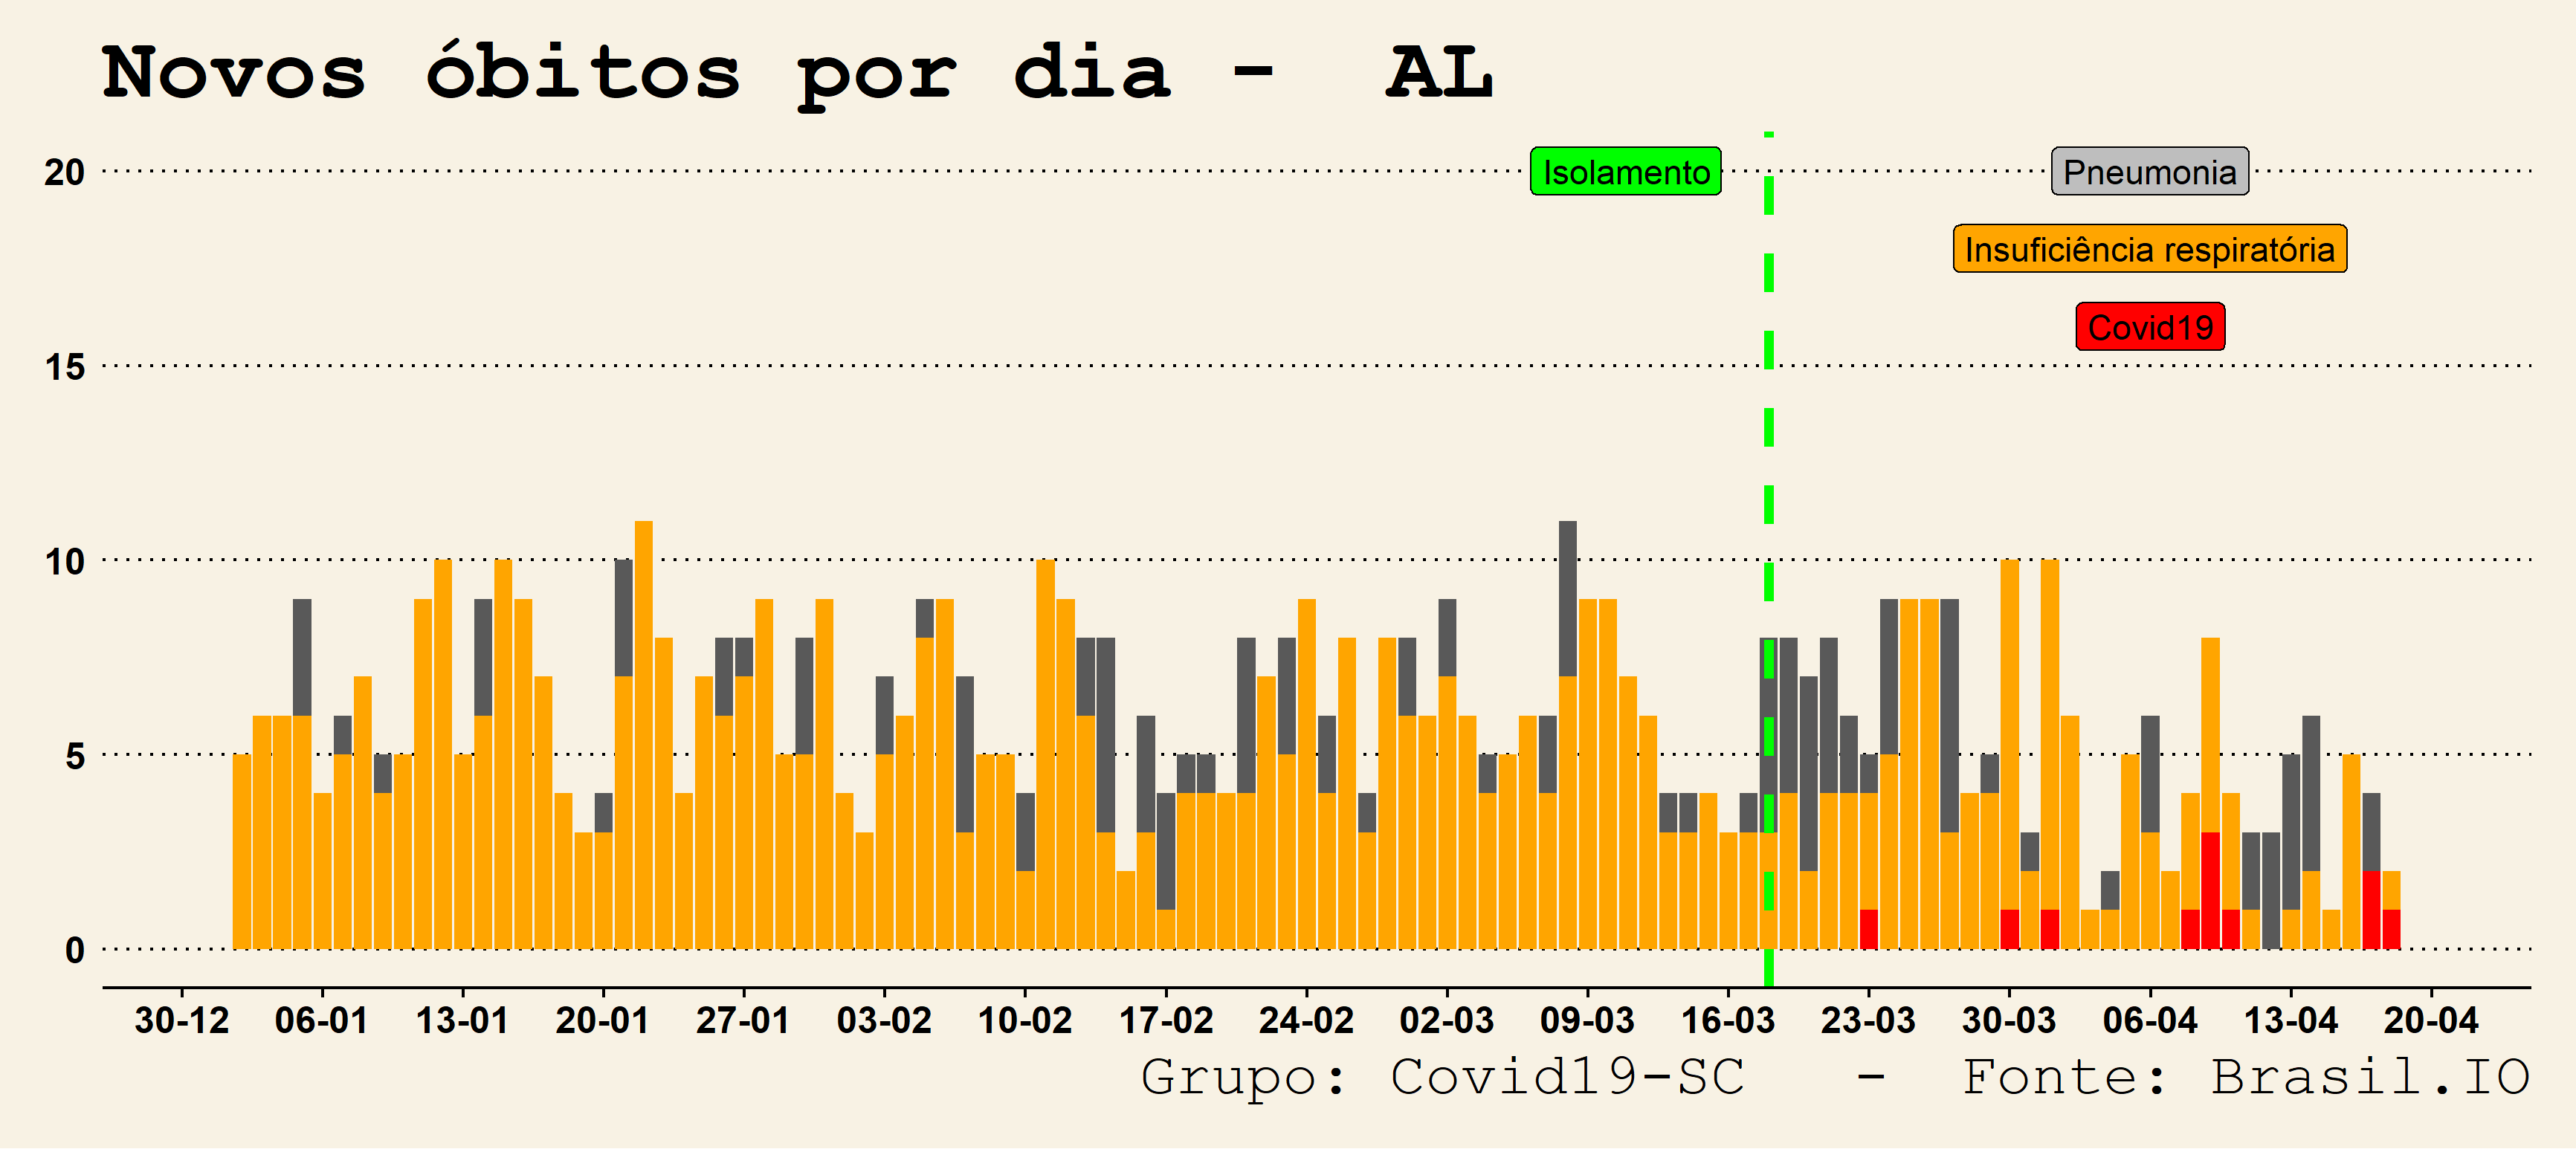 Novos óbitos por dia - AL
20
Isolamento
Pneumonia
Insuficiência respiratória
Covid19
15
10
5
0
30-12 06-01 13-01 20-01 27-01 03-02 10-02 17-02 24-02 02-03 09-03 16-03 23-03 30-03 06-04 13-04 20-04
Grupo: Covid19-SC - Fonte: Brasil.IO